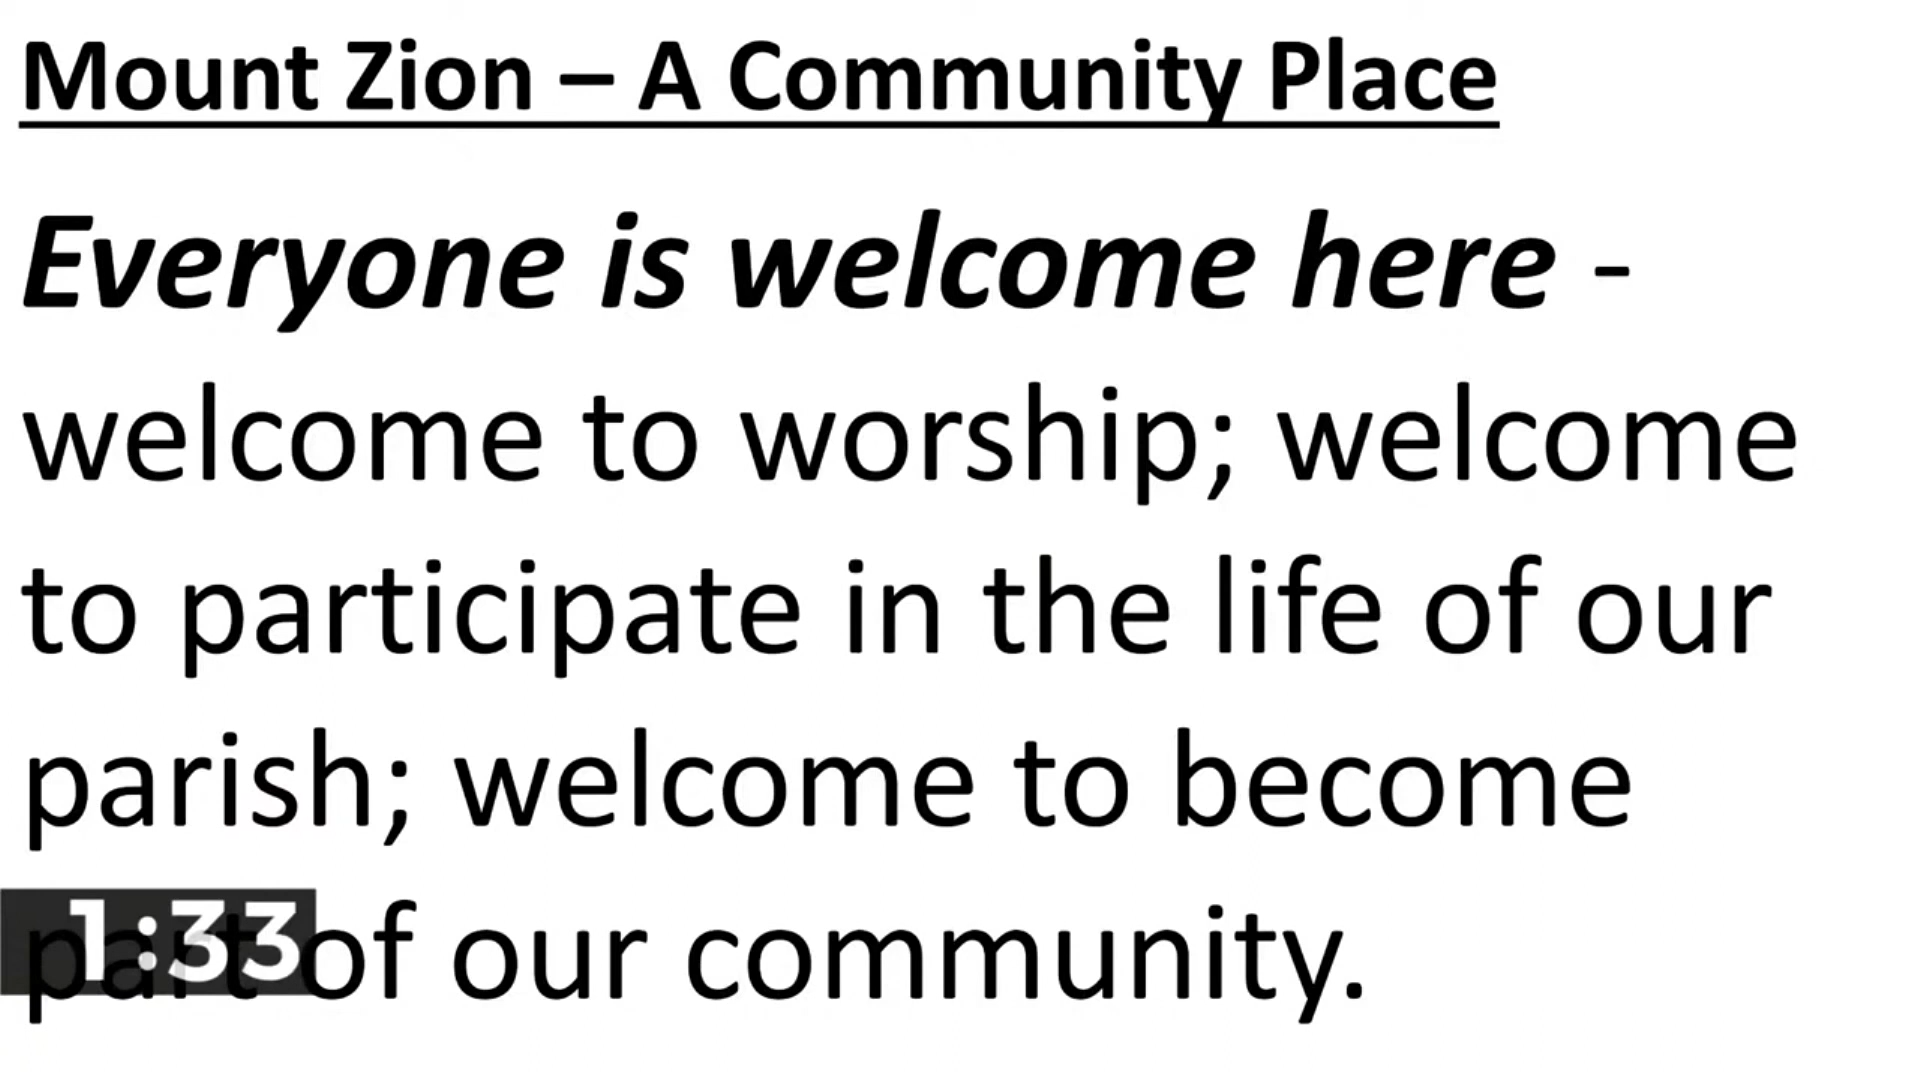 Mount Zion – A Community Place
Everyone is welcome here -
welcome to worship; welcome
to participate in the life of our
parish; welcome to become
part of our community.
1:33